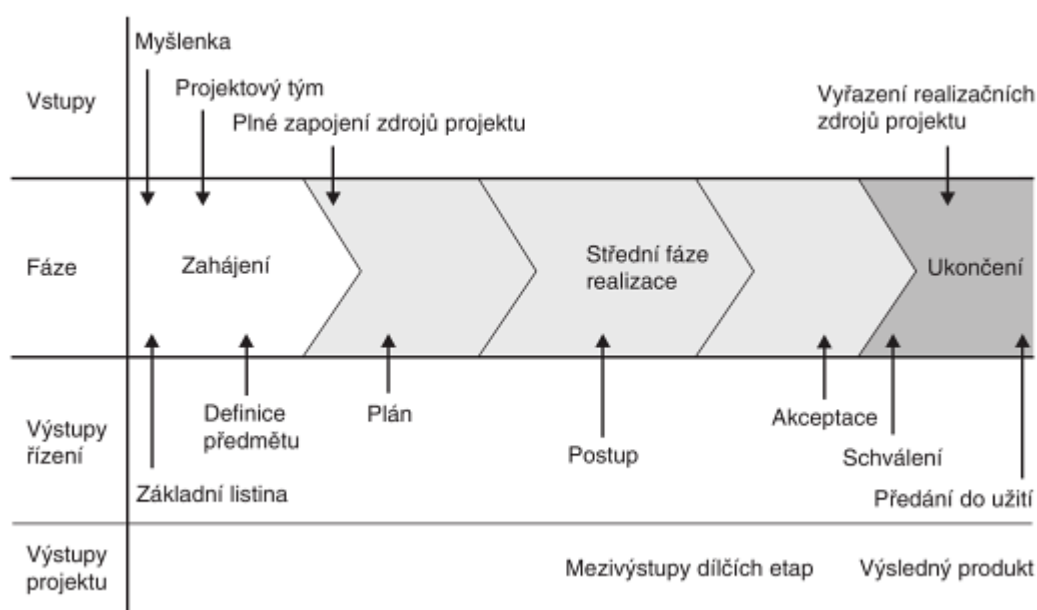 Myšlenka
Vstupy
Projektový tým
Plné zapojení zdrojů projektu
Vyřazení realizačních
zdrojů projektu
Fáze
Zahájení
Střední fáze
realizace
Ukončení
Výstupy
řízení
Definice
předmětu
Plán
Postup
Akceptace
Schválení
Základní listina
Předání do užití
Výstupy
projektu
Mezivýstupy dílčích etap
Výsledný produkt